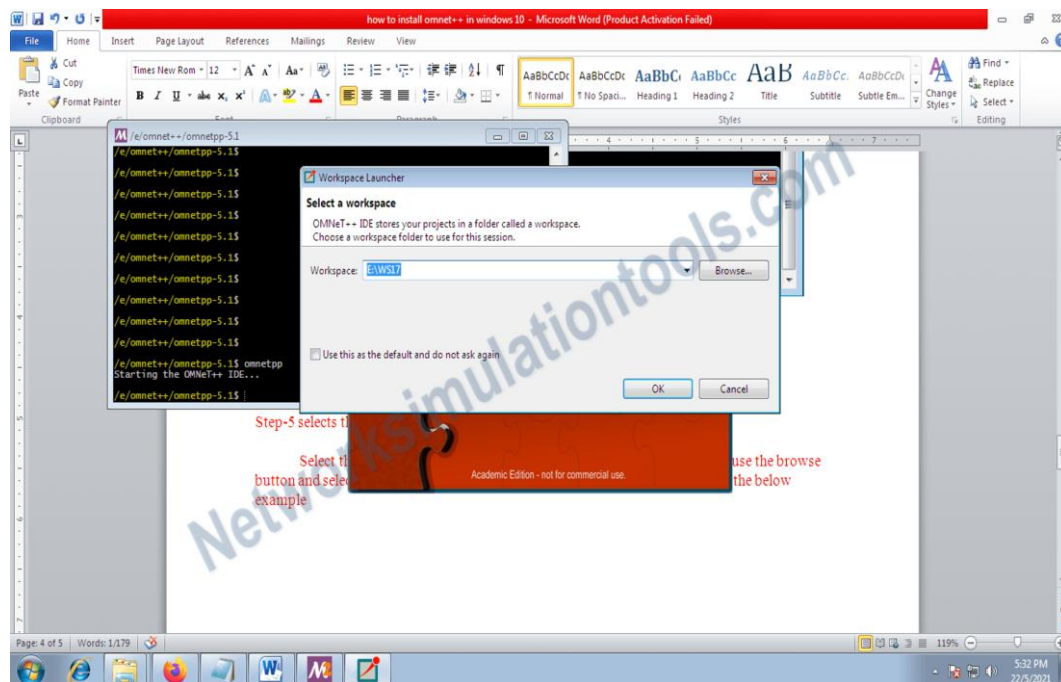 how to install omnet++ in windows 10 - Microsoft Word (Product Activation Failed)
File Home Insert Page Layout References Mailings Review View
Cut
Copy
Format Painter
Paste
Clipboard
Times New Rom 12
AaBbCcDc AaBbCcDc AaBbCc AaBbCc AaB AaBbCc. AaBbCcDc
¶ Normal ¶ No Spaci... Heading 1 Heading 2 Title Subtitle Subtle Em...
Change Styles
Styles
Find
Replace
Select
Editing
/e/omnet++/omnetpp-5.1
/e/omnet++/omnetpp-5.1$
/e/omnet++/omnetpp-5.1$
/e/omnet++/omnetpp-5.1$
/e/omnet++/omnetpp-5.1$
/e/omnet++/omnetpp-5.1$
/e/omnet++/omnetpp-5.1$
/e/omnet++/omnetpp-5.1$
/e/omnet++/omnetpp-5.1$
/e/omnet++/omnetpp-5.1$
/e/omnet++/omnetpp-5.1$
/e/omnet++/omnetpp-5.1$ omnetpp
Starting the OMNeT++ IDE...
/e/omnet++/omnetpp-5.1$
Workspace Launcher
Select a workspace
OMNeT++ IDE stores your projects in a folder called a workspace.
Choose a workspace folder to use for this session.
Workspace: E:\WS17 Browse...
Use this as the default and do not ask again
OK Cancel
Step-5 selects
Academic Edition - not for commercial use.
Select use the browse
button and the below
example
Networksimulationtools.com
Page: 4 of 5 Words: 1/179 119%
5:32 PM
22/5/2021